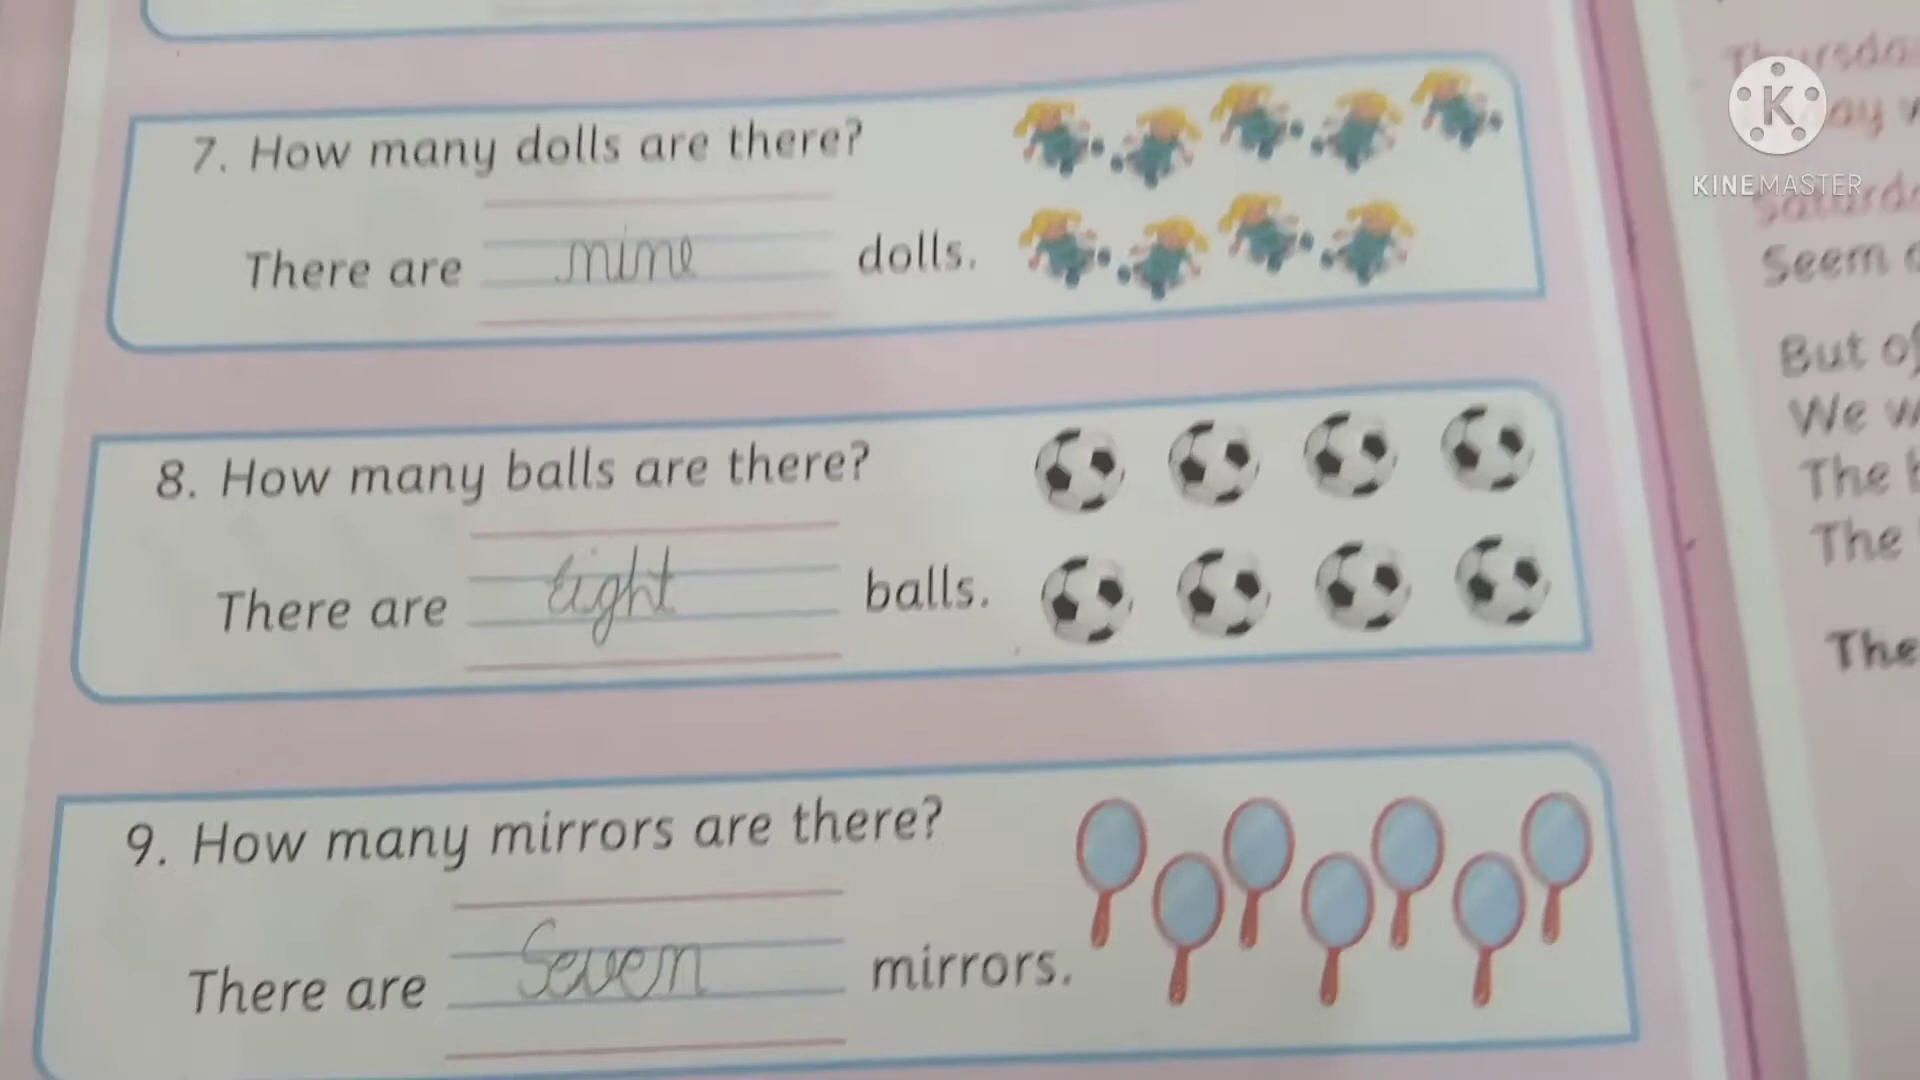 7. How many dolls are there?
There are nine dolls.
8. How many balls are there?
There are eight balls.
9. How many mirrors are there?
There are Seven mirrors.
KINEMASTER
Seem
But of
We
The
The
The